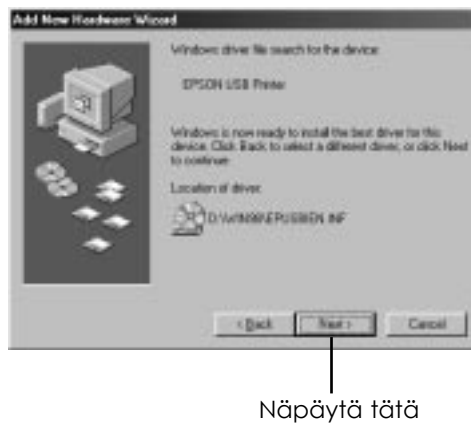 Add New Hardware Wizard
Windows driver file search for the device:
EPSON USB Printer
Windows is now ready to install the best driver for this
device. Click Back to select a different driver, or click Next
to continue.
Location of driver:
< Back
Next >
Cancel
Näpäytä tätä